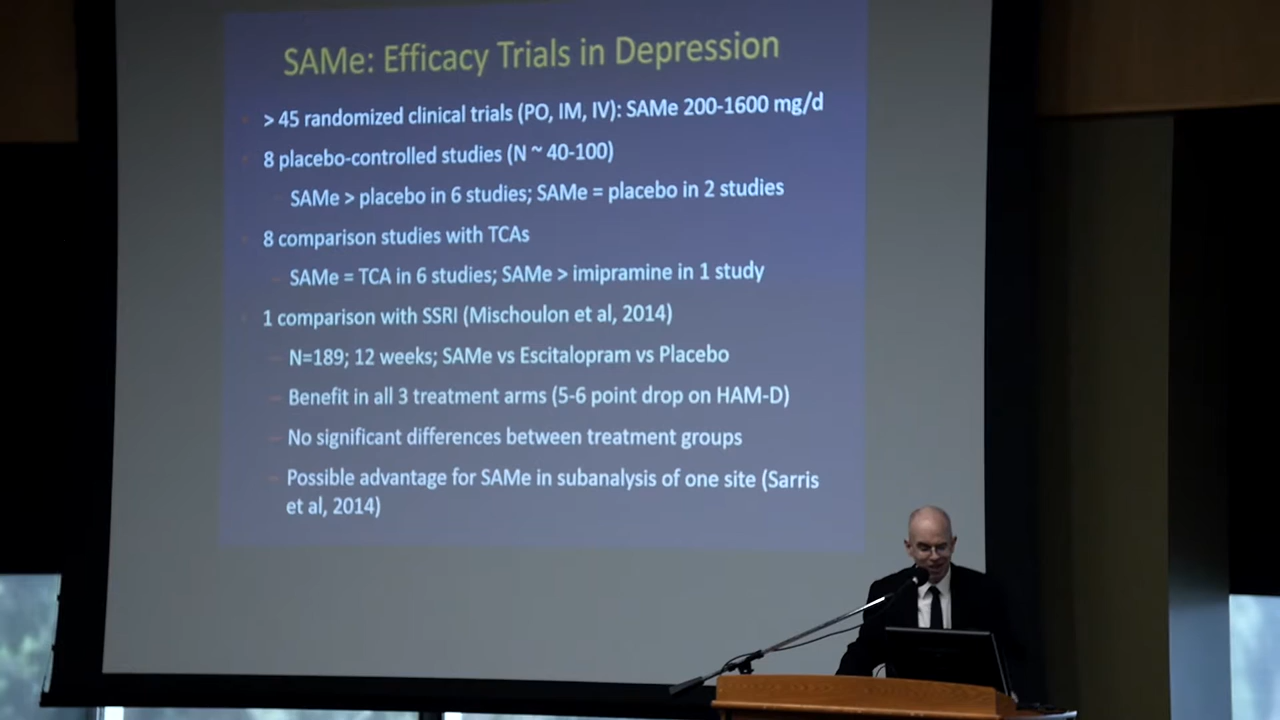 SAMe: Efficacy Trials in Depression
> 45 randomized clinical trials (PO, IM, IV): SAMe 200-1600 mg/d
8 placebo-controlled studies (N ~ 40-100)
SAMe > placebo in 6 studies; SAMe = placebo in 2 studies
8 comparison studies with TCAs
SAMe = TCA in 6 studies; SAMe > imipramine in 1 study
1 comparison with SSRI (Mischoulon et al, 2014)
– N=189; 12 weeks; SAMe vs Escitalopram vs Placebo
– Benefit in all 3 treatment arms (5-6 point drop on HAM-D)
– No significant differences between treatment groups
– Possible advantage for SAMe in subanalysis of one site (Sarris
et al, 2014)